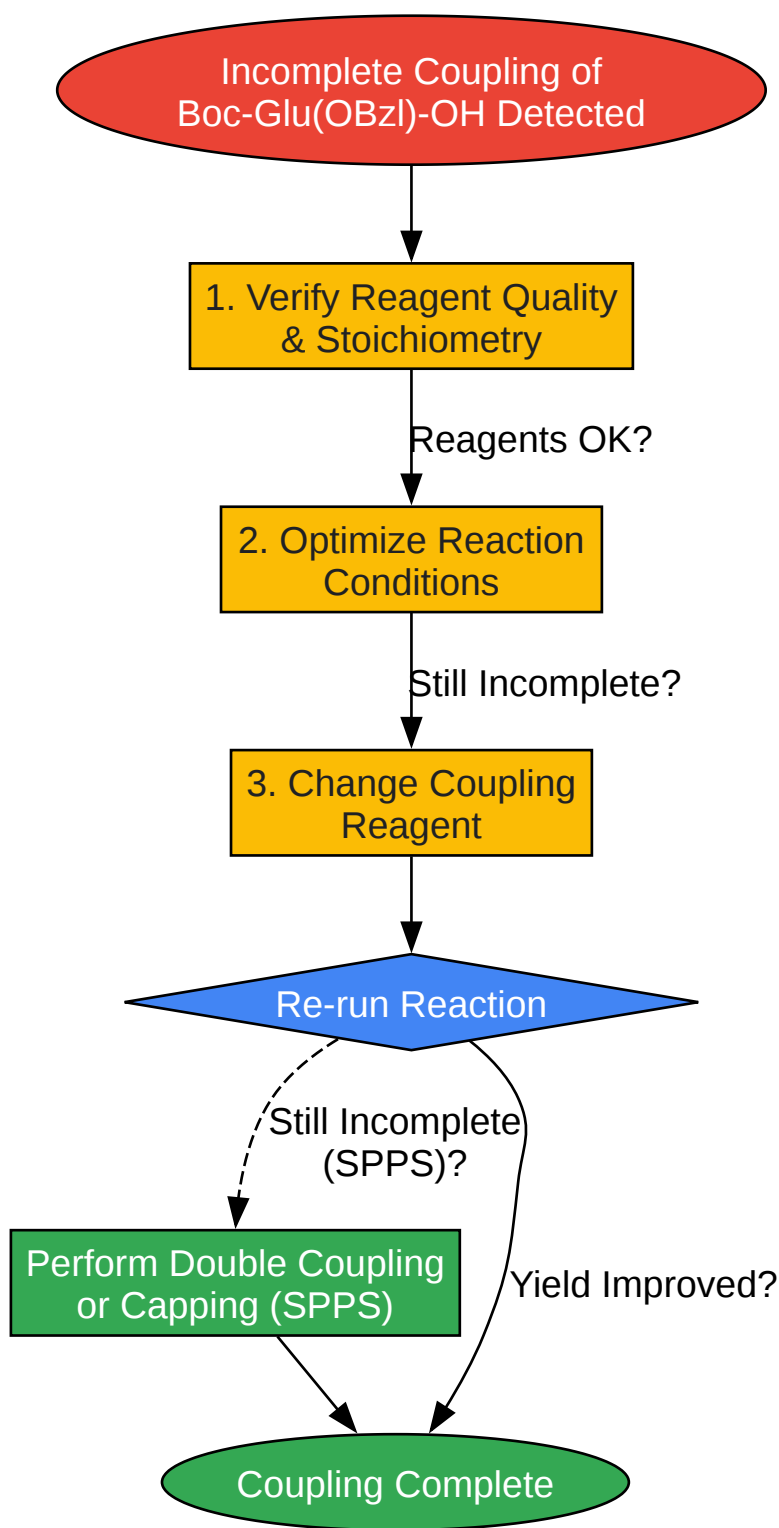 Incomplete Coupling of
Boc-Glu(OBzl)-OH Detected
1. Verify Reagent Quality
& Stoichiometry
Reagents OK?
2. Optimize Reaction
Conditions
Still Incomplete?
3. Change Coupling
Reagent
Re-run Reaction
Still Incomplete
(SPPS)?
Perform Double Coupling
or Capping (SPPS)
Yield Improved?
Coupling Complete